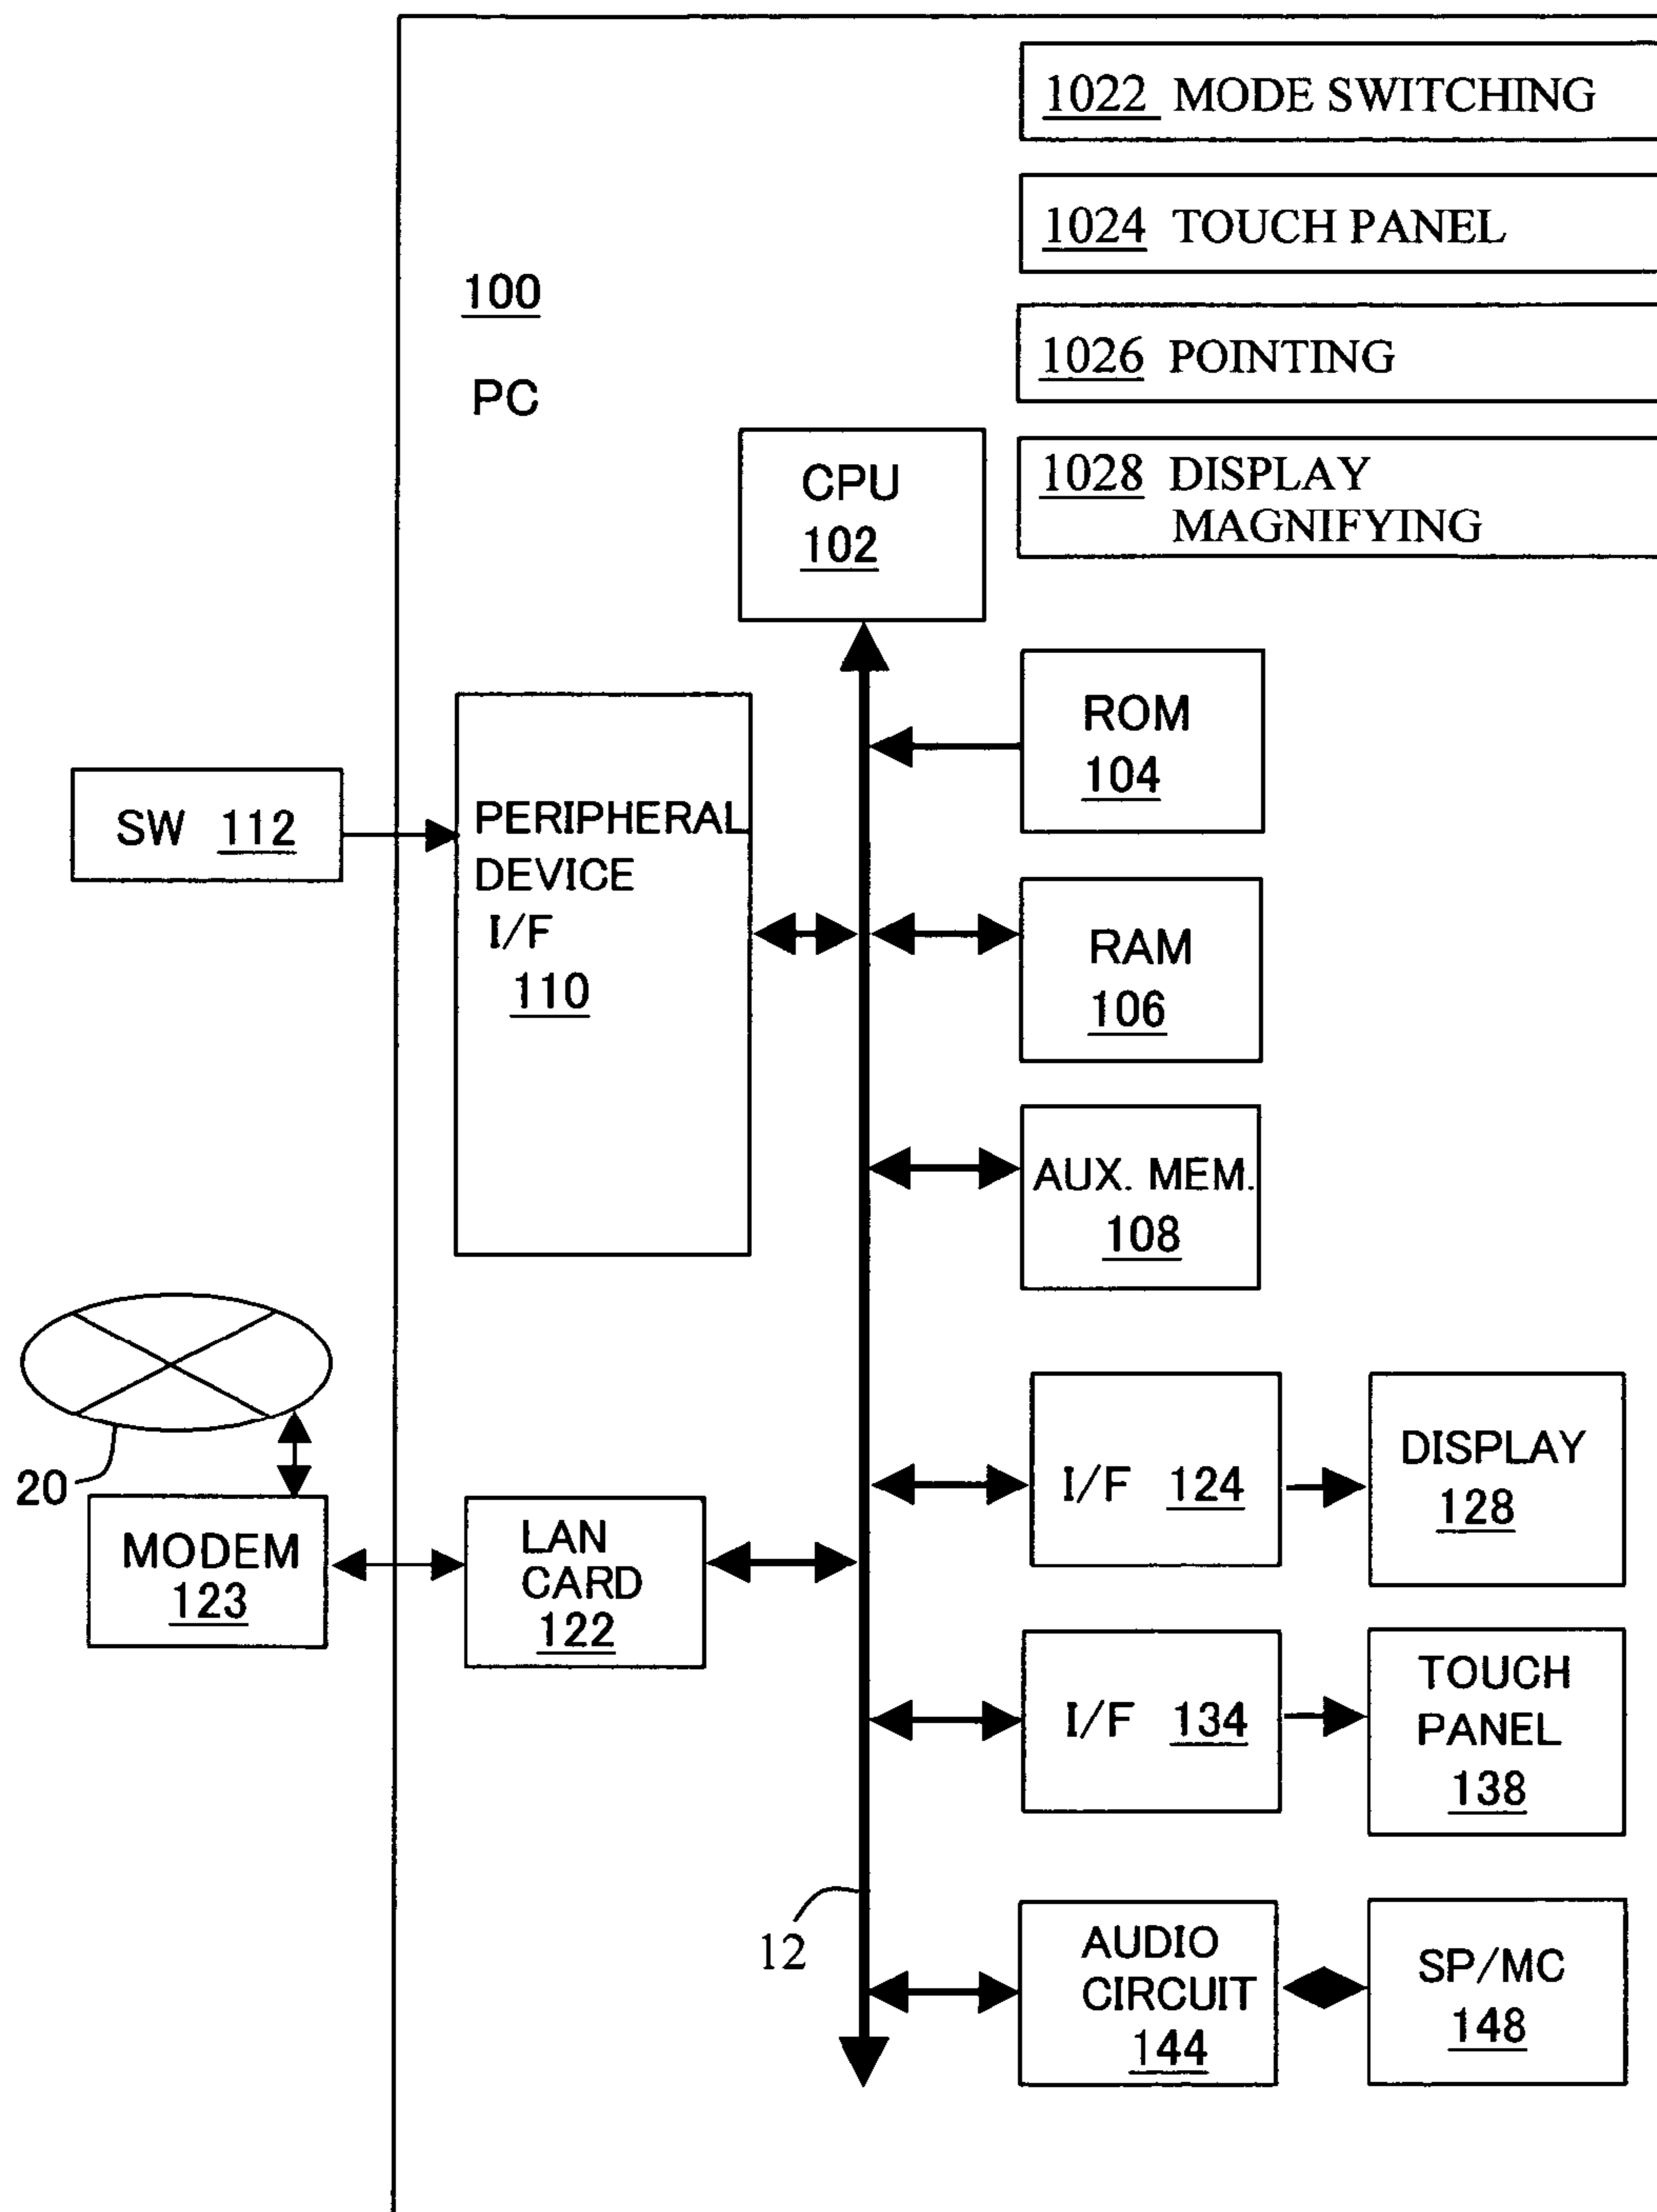 1022 MODE SWITCHING
1024 TOUCH PANEL
100
PC
1026 POINTING
1028 DISPLAY
MAGNIFYING
CPU
102
ROM
104
SW 112
PERIPHERAL
DEVICE
I/F
110
RAM
106
AUX. MEM.
108
20
I/F 124
DISPLAY
128
MODEM
123
LAN
CARD
122
I/F 134
TOUCH
PANEL
138
12
AUDIO
CIRCUIT
144
SP/MC
148